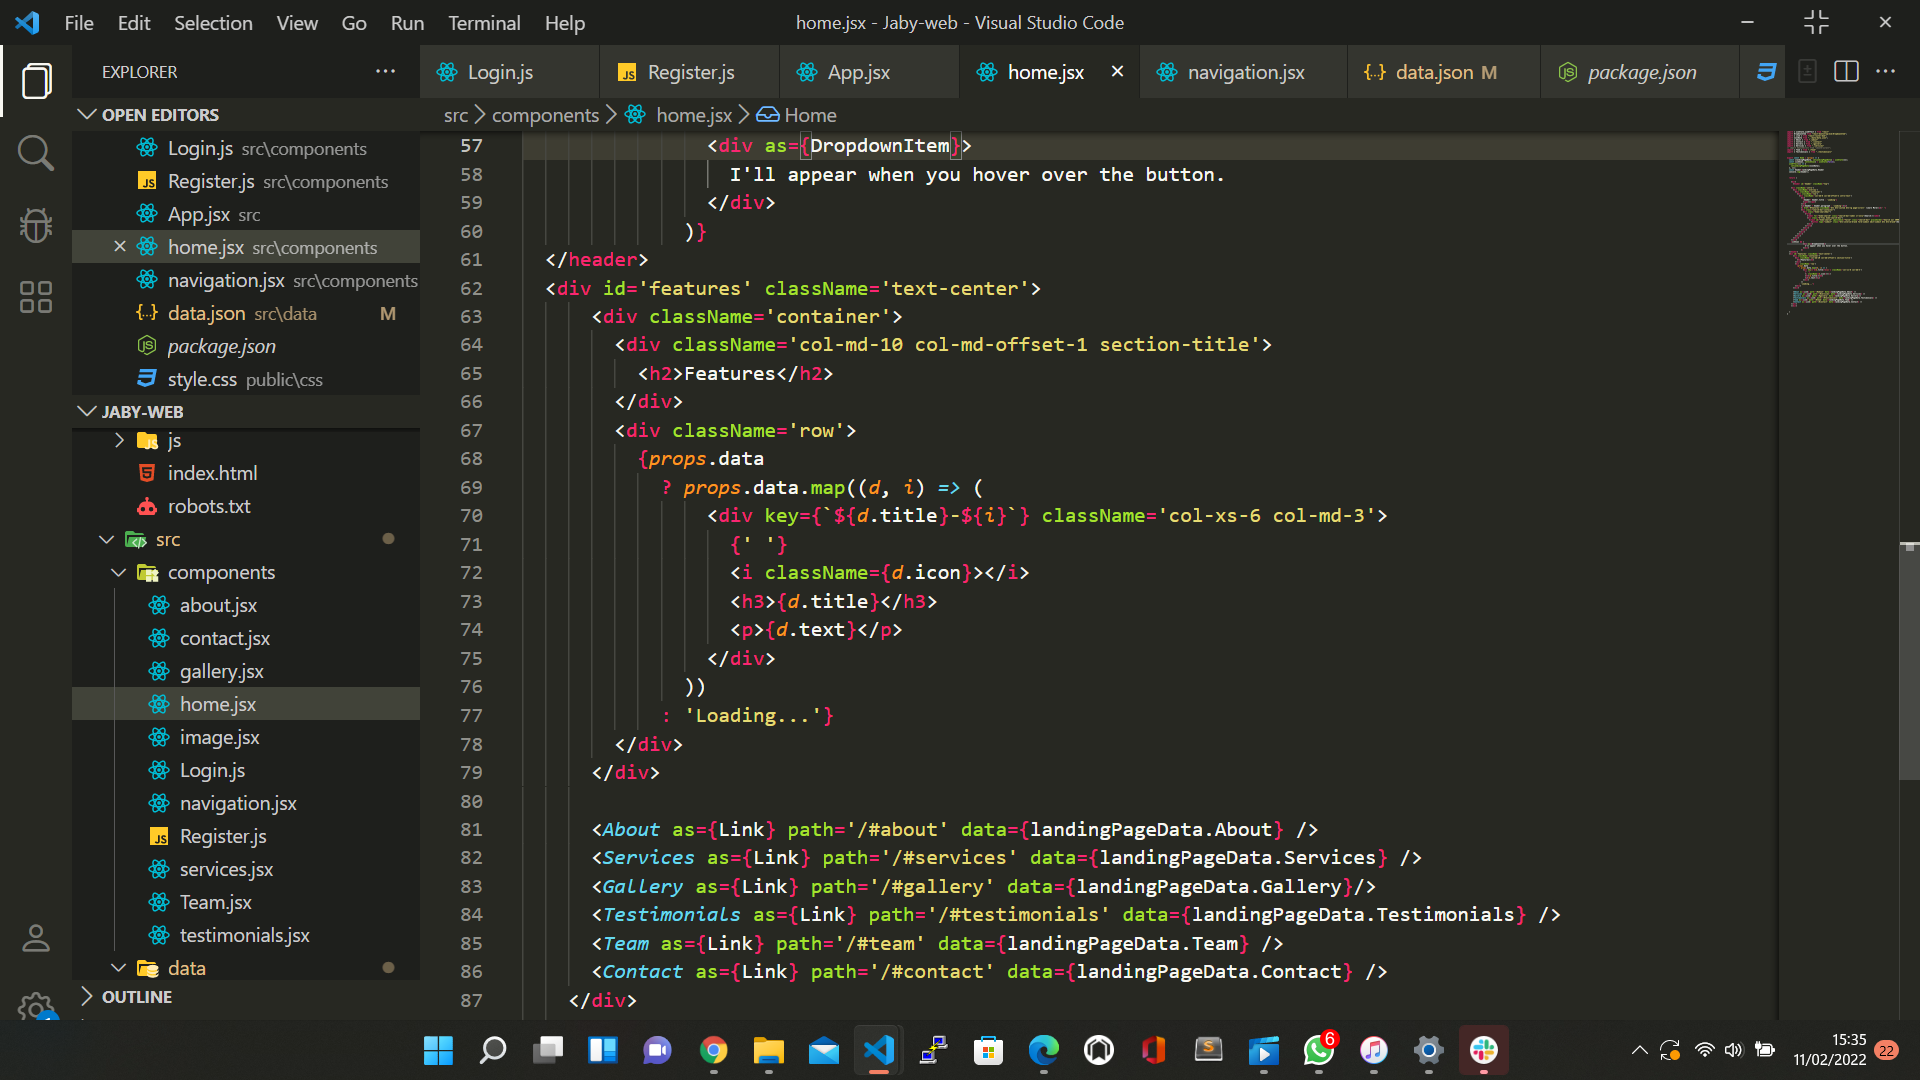 File Edit Selection View Go Run Terminal Help
home.jsx - Jaby-web - Visual Studio Code
EXPLORER
Login.js
Register.js
App.jsx
home.jsx
navigation.jsx
{..} data.json M
package.json
OPEN EDITORS
Login.js src\components
Register.js src\components
App.jsx src
home.jsx src\components
navigation.jsx src\components
{..} data.json src\data M
package.json
style.css public\css
JABY-WEB
js
index.html
robots.txt
src
components
about.jsx
contact.jsx
gallery.jsx
home.jsx
image.jsx
Login.js
navigation.jsx
Register.js
services.jsx
Team.jsx
testimonials.jsx
data
OUTLINE
src > components > home.jsx > Home
57 <div as={DropdownItem}>
58 I'll appear when you hover over the button.
59 </div>
60 )}
61 </header>
62 <div id='features' className='text-center'>
63 <div className='container'>
64 <div className='col-md-10 col-md-offset-1 section-title'>
65 <h2>Features</h2>
66 </div>
67 <div className='row'>
68 {props.data
69 ? props.data.map((d, i) => (
70 <div key={`${d.title}-${i}`} className='col-xs-6 col-md-3'>
71 {' '}
72 <i className={d.icon}></i>
73 <h3>{d.title}</h3>
74 <p>{d.text}</p>
75 </div>
76 ))
77 : 'Loading...'}
78 </div>
79 </div>
80
81 <About as={Link} path='/#about' data={landingPageData.About} />
82 <Services as={Link} path='/#services' data={landingPageData.Services} />
83 <Gallery as={Link} path='/#gallery' data={landingPageData.Gallery}/>
84 <Testimonials as={Link} path='/#testimonials' data={landingPageData.Testimonials} />
85 <Team as={Link} path='/#team' data={landingPageData.Team} />
86 <Contact as={Link} path='/#contact' data={landingPageData.Contact} />
87 </div>
6
15:35
11/02/2022
22